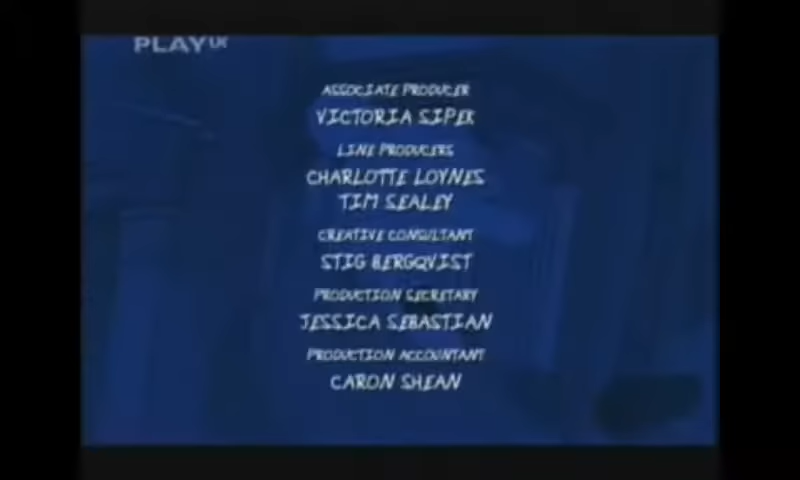 PLAY UK
ASSOCIATE PRODUCER
VICTORIA SIPEK
LINE PRODUCERS
CHARLOTTE LOYNES
TIM SEALEY
CREATIVE CONSULTANT
STIG BERGQVIST
PRODUCTION SECRETARY
JESSICA SEBASTIAN
PRODUCTION ACCOUNTANT
CARON SHEAN